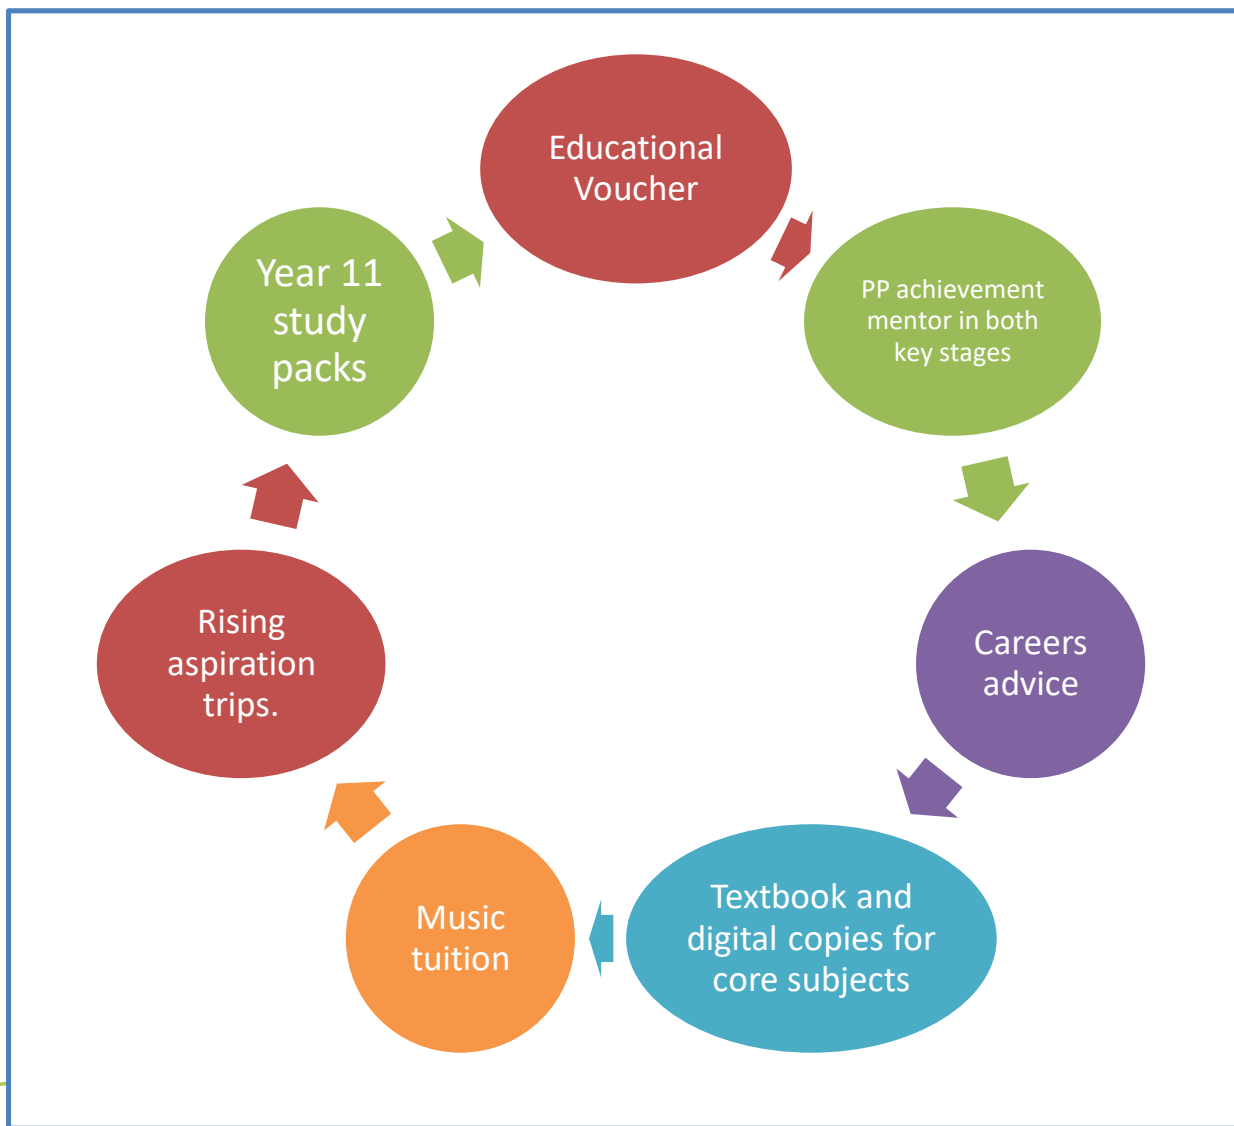 Educational
Voucher
PP achievement
mentor in both
key stages
Careers
advice
Textbook and
digital copies for
core subjects
Music
tuition
Rising
aspiration
trips.
Year 11
study
packs